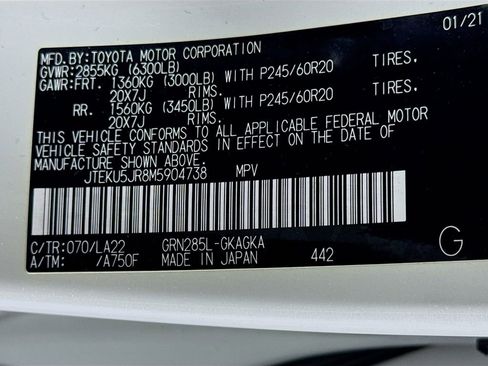 MFD.BY:TOYOTA MOTOR CORPORATION 01/21
GVWR:2855KG (6300LB)
GAWR:FRT. 1360KG (3000LB) WITH P245/60R20 TIRES.
20X7J RIMS.
RR. 1560KG (3450LB) WITH P245/60R20 TIRES.
20X7J RIMS.
THIS VEHICLE CONFORMS TO ALL APPLICABLE FEDERAL MOTOR
VEHICLE SAFETY STANDARDS IN EFFECT ON THE DATE OF
MANUFACTURE SHOWN ABOVE.
JTEKU5JR8M5904738 MPV
C/TR:070/LA22 GRN285L-GKAGKA
A/TM: /A750F MADE IN JAPAN 442 G